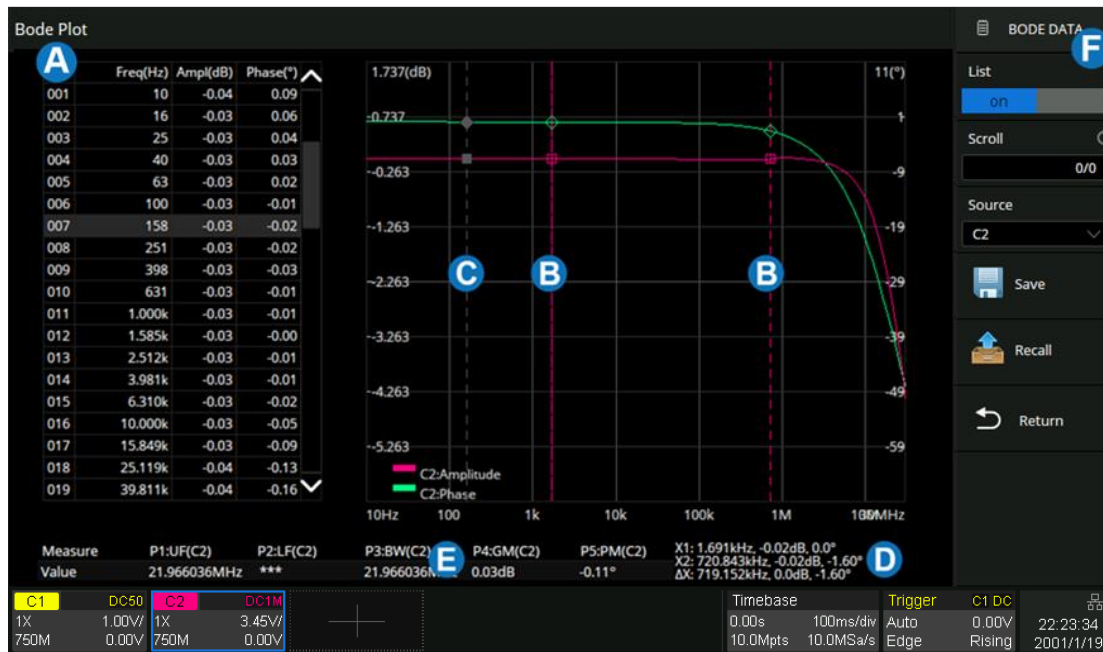 Bode Plot
A
Freq(Hz) Ampl(dB) Phase(°)
001 10 -0.04 0.09
002 16 -0.03 0.06
003 25 -0.03 0.04
004 40 -0.03 0.03
005 63 -0.03 0.02
006 100 -0.03 -0.01
007 158 -0.03 -0.02
008 251 -0.03 -0.02
009 398 -0.03 -0.03
010 631 -0.03 -0.01
011 1.000k -0.03 -0.01
012 1.585k -0.03 -0.00
013 2.512k -0.03 -0.01
014 3.981k -0.03 -0.01
015 6.310k -0.03 -0.02
016 10.000k -0.03 -0.05
017 15.849k -0.03 -0.09
018 25.119k -0.04 -0.13
019 39.811k -0.04 -0.16
1.737(dB) 11(°)
-0.737 1
-0.263 -9
-1.263 -19
-2.263 C B B -29
-3.263 -39
-4.263 -49
-5.263 -59
C2:Amplitude
C2:Phase
10Hz 100 1k 10k 100k 1M
Measure P1:UF(C2) P2:LF(C2) P3:BW(C2) E P4:GM(C2) P5:PM(C2)
Value 21.966036MHz *** 21.966036M 0.03dB -0.11°
X1: 1.691kHz, -0.02dB, 0.0°
X2: 720.843kHz, -0.02dB, -1.60°
ΔX: 719.152kHz, 0.0dB, -1.60°
D
BODE DATA
F
List
on
Scroll
0/0
Source
C2
Save
Recall
Return
C1 DC50
1X 1.00V/
750M 0.00V
C2 DC1M
1X 3.45V/
750M 0.00V
Timebase
0.00s 100ms/div
10.0Mpts 10.0MSa/s
Trigger C1 DC
Auto 0.00V
Edge Rising
22:23:34
2001/1/19